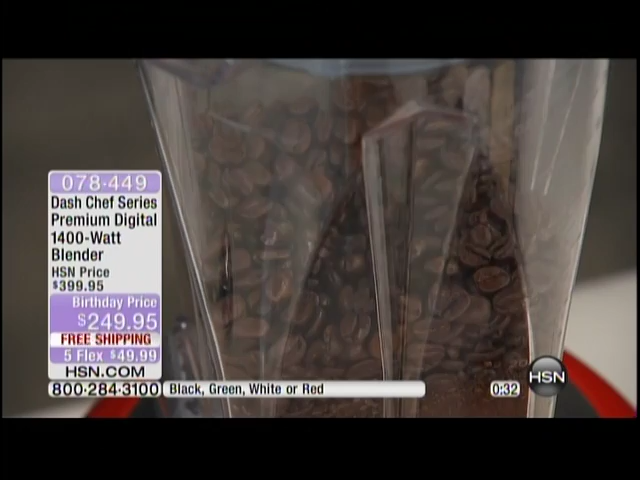 078-449
Dash Chef Series
Premium Digital
1400-Watt
Blender
HSN Price
$399.95
Birthday Price
$249.95
FREE SHIPPING
5 Flex $49.99
HSN.COM
800-284-3100 Black, Green, White or Red 0:32 HSN